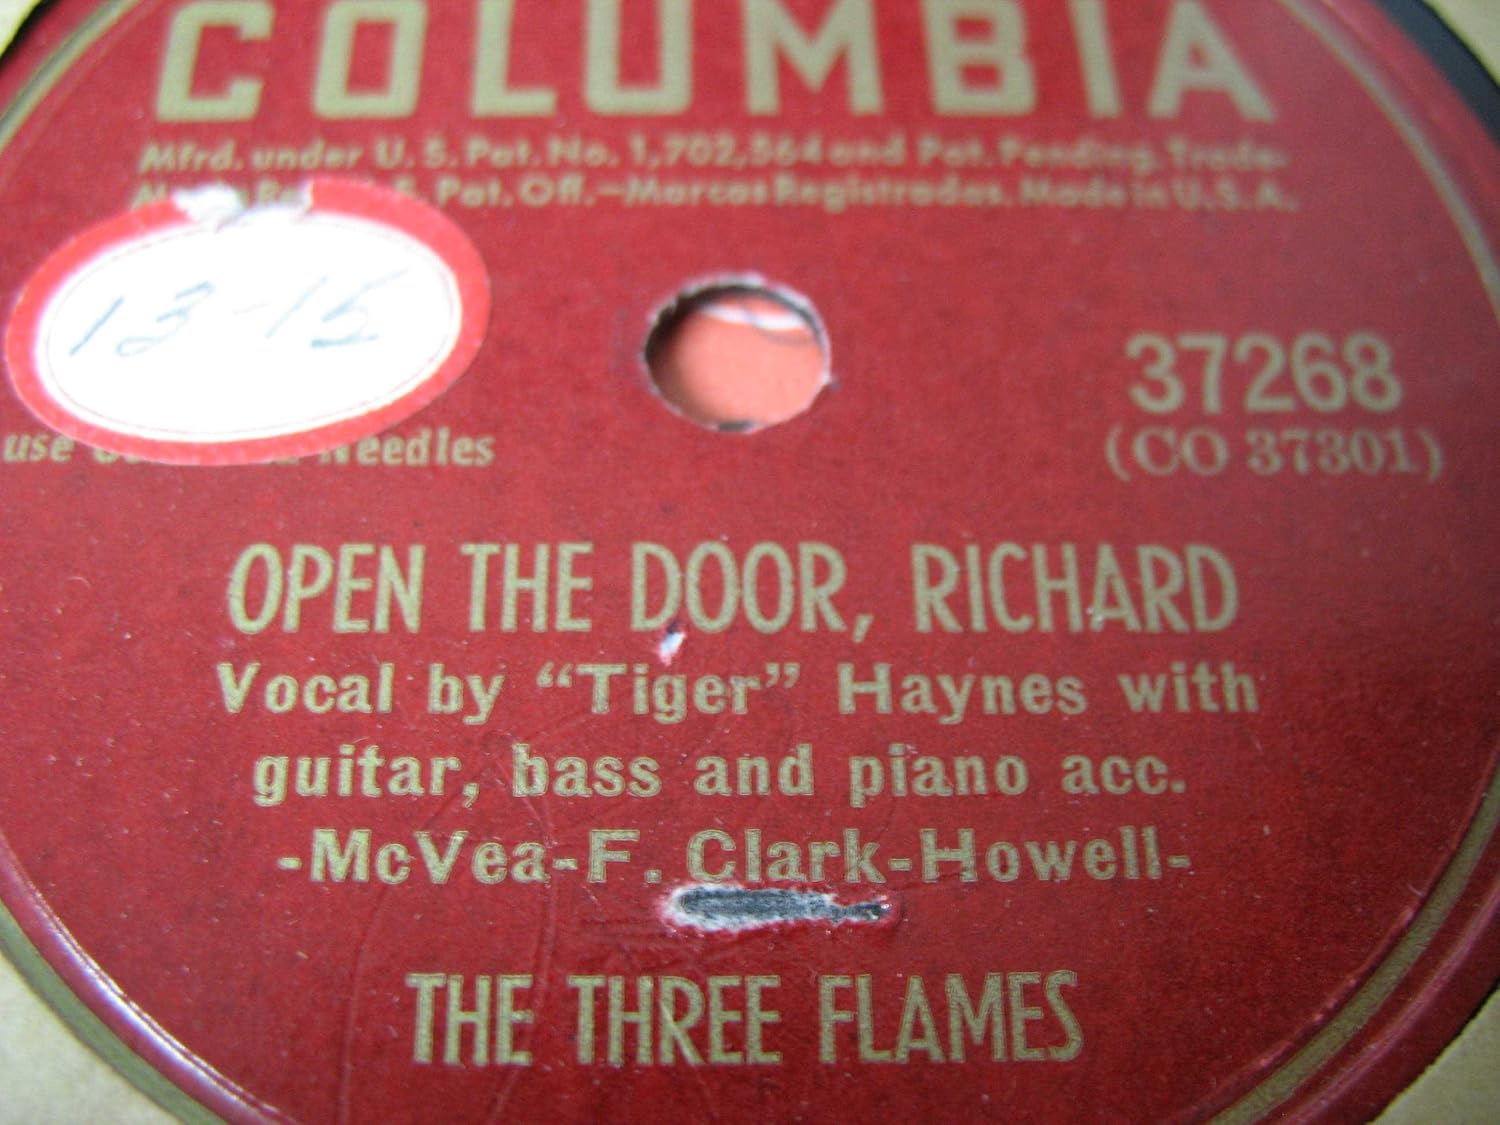 COLUMBIA
Mfrd. under U. S. Pat. No. 1,702,564 and Pat. Pending. Trade-
Pat. Off.—Marcas Registradas. Made in U.S.A.
13-15
37268
use Needles
(CO 37301)
OPEN THE DOOR, RICHARD
Vocal by “Tiger” Haynes with
guitar, bass and piano acc.
-McVea-F. Clark-Howell-
THE THREE FLAMES